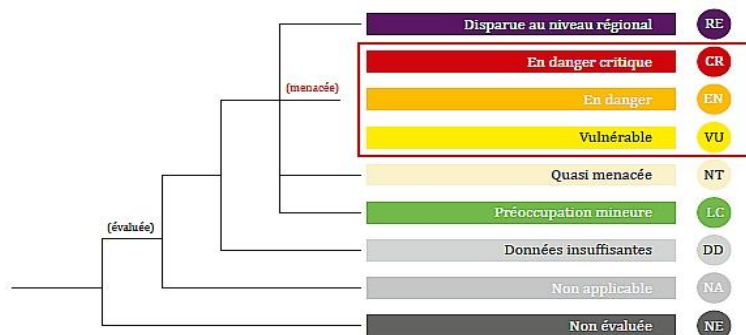 Disparue au niveau régional RE
En danger critique CR
(menacée)
En danger EN
Vulnérable VU
Quasi menacée NT
Préoccupation mineure LC
(évaluée)
Données insuffisantes DD
Non applicable NA
Non évaluée NE